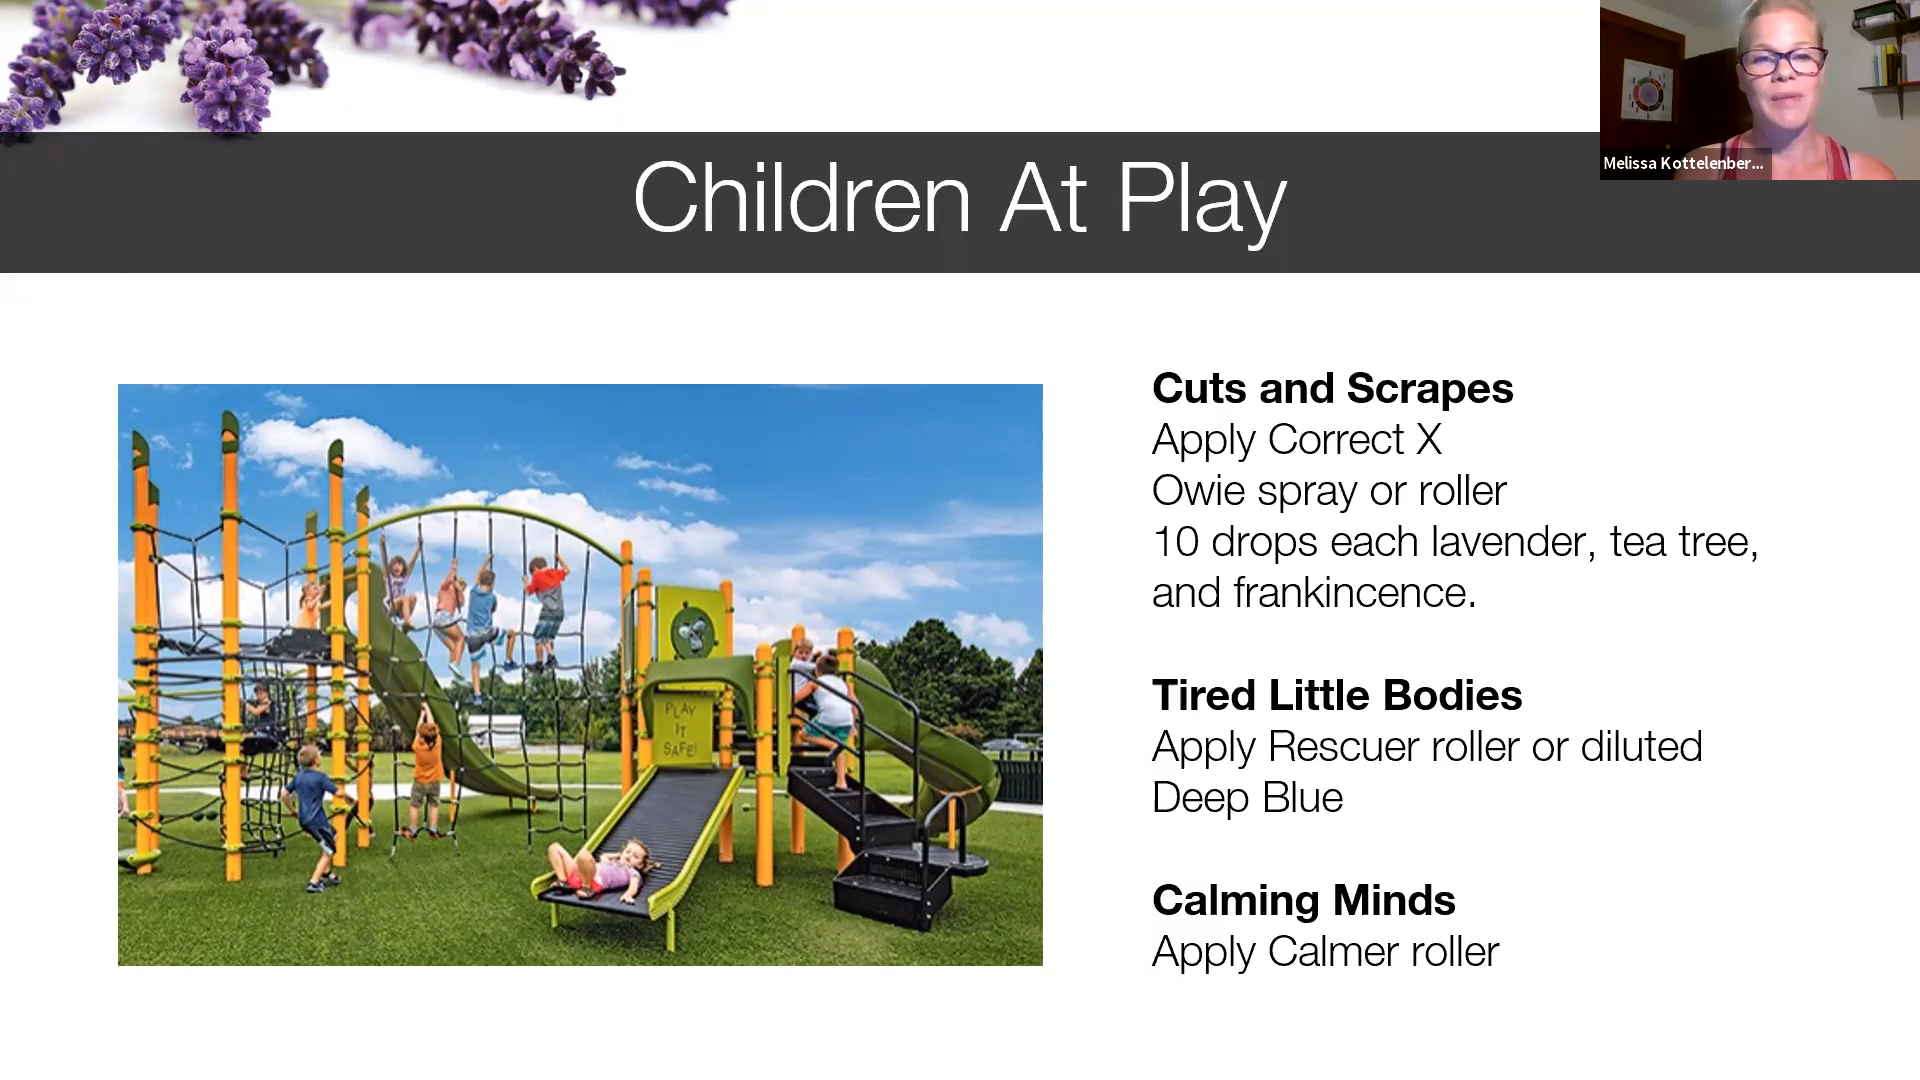 Melissa Kottelenber...
Children At Play
PLAY
IT
SAFE!
Cuts and Scrapes
Apply Correct X
Owie spray or roller
10 drops each lavender, tea tree,
and frankincence.
Tired Little Bodies
Apply Rescuer roller or diluted
Deep Blue
Calming Minds
Apply Calmer roller